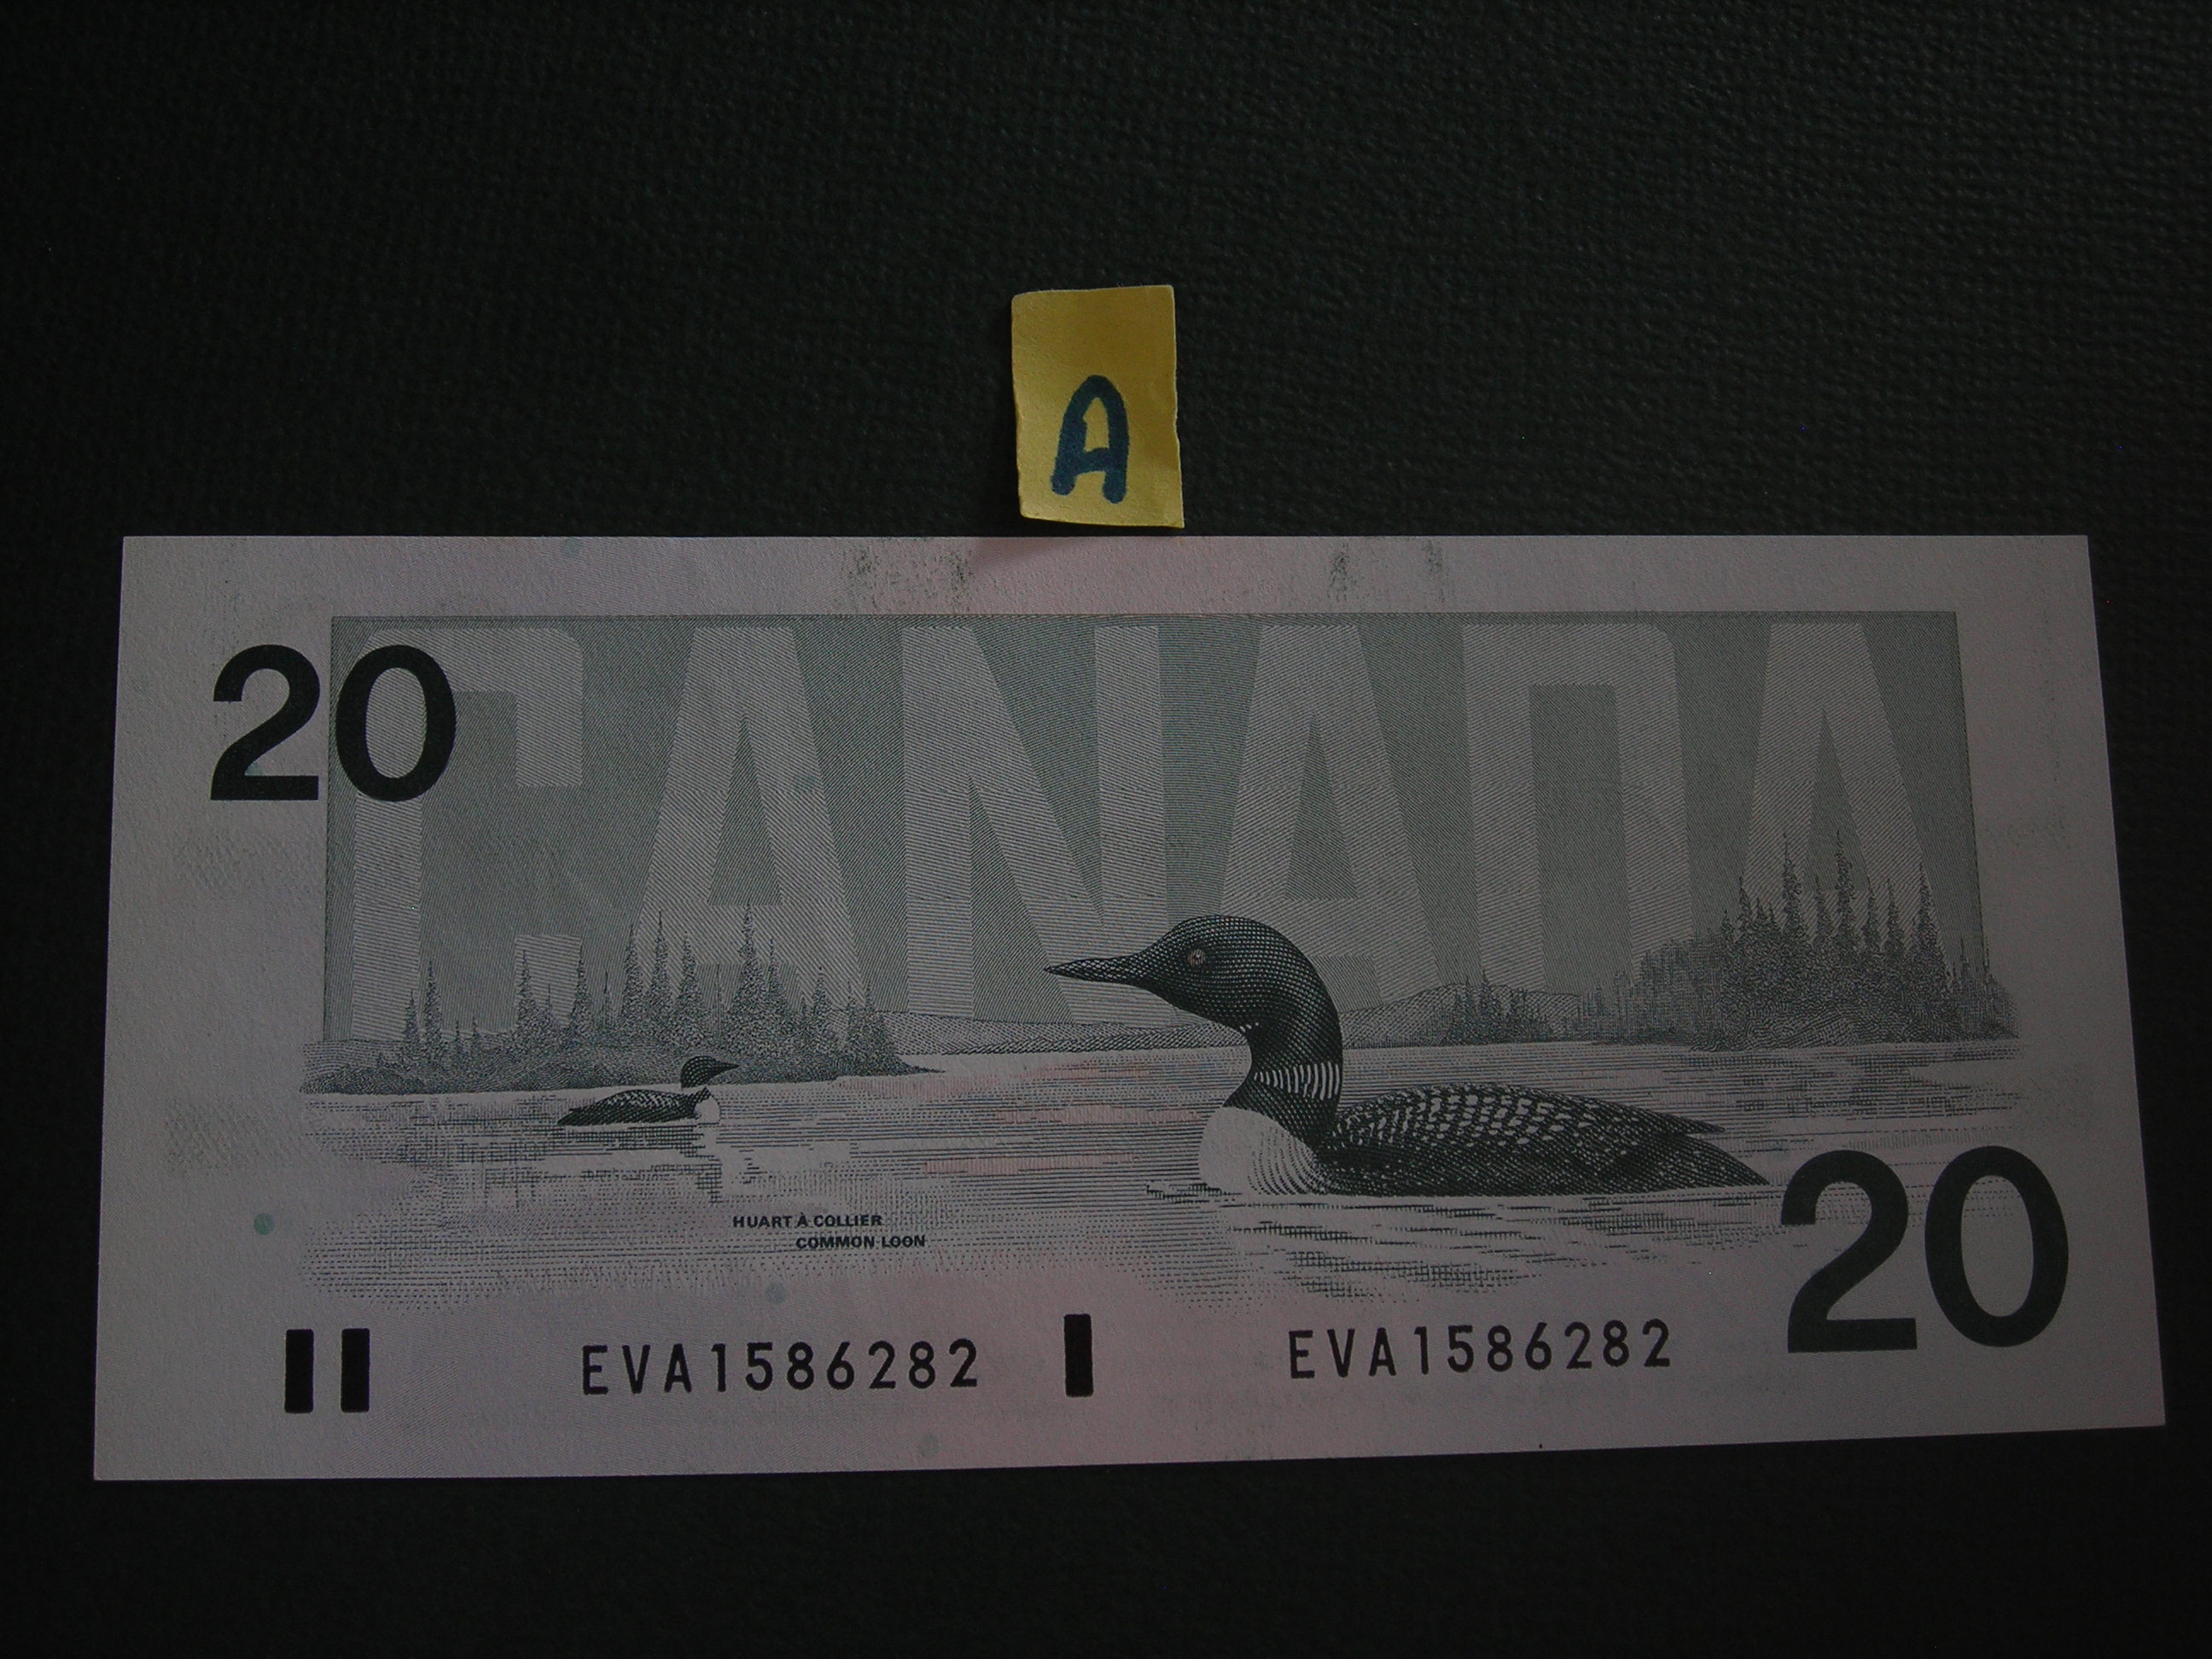 A
CANADA
20
HUART À COLLIER
COMMON LOON
20
EVA1586282 EVA1586282